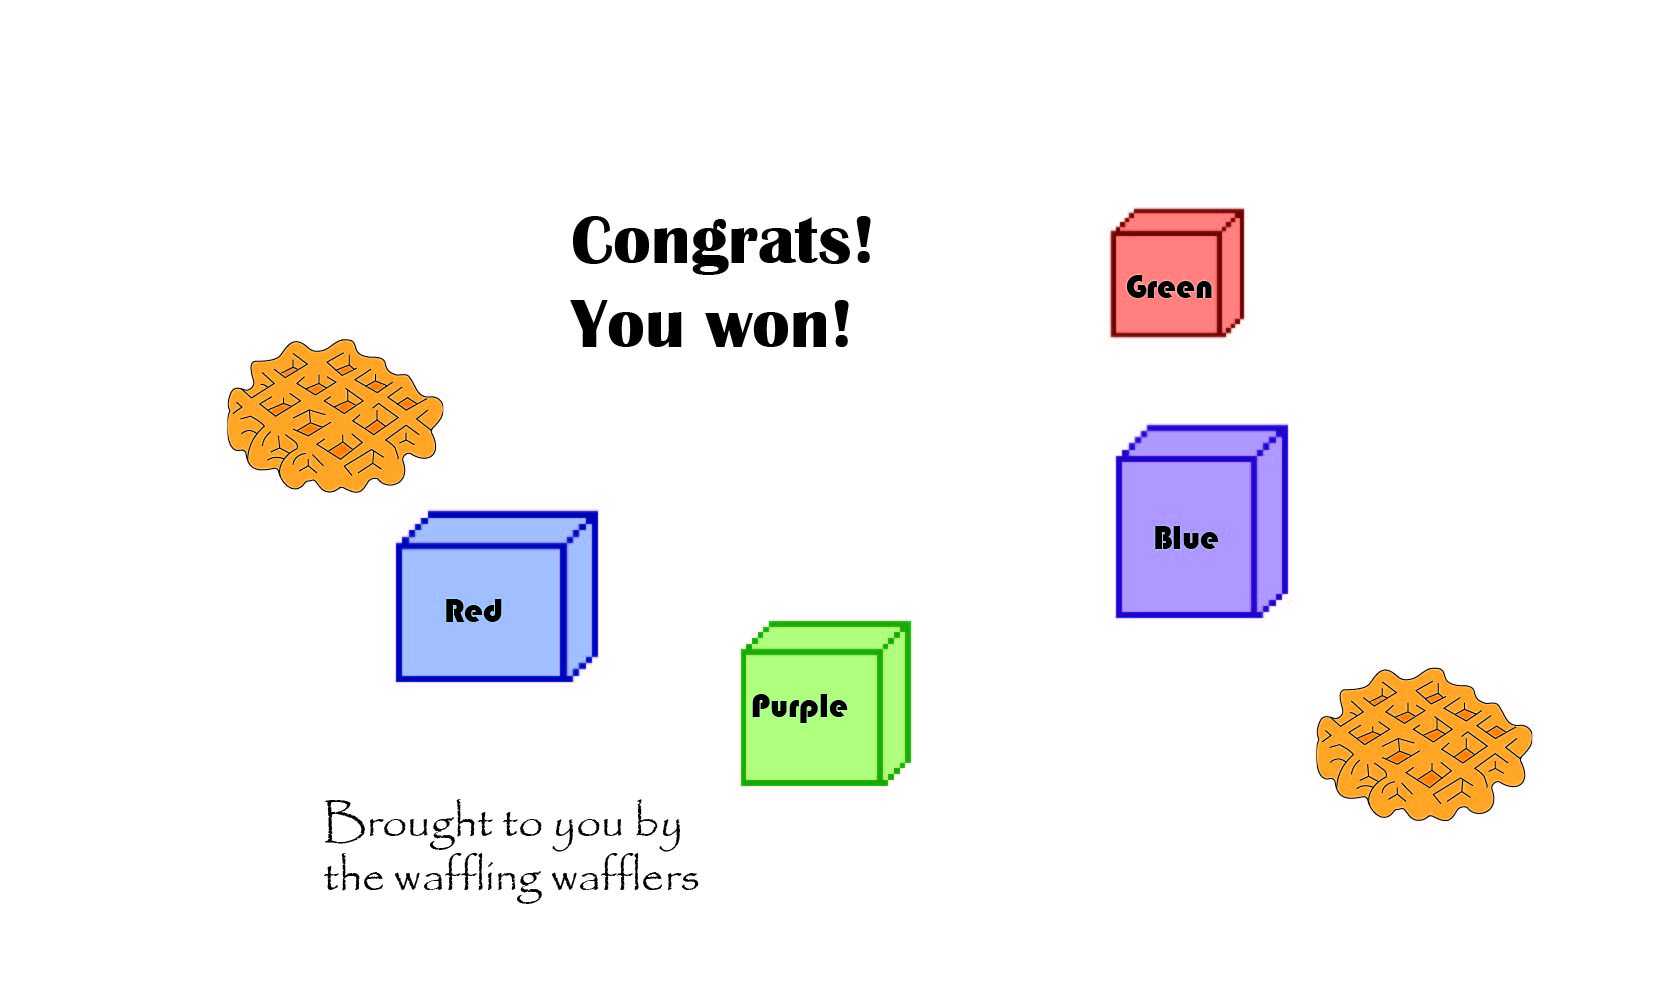 Congrats!
You won!
Green
Blue
Red
Purple
Brought to you by
the waffling wafflers